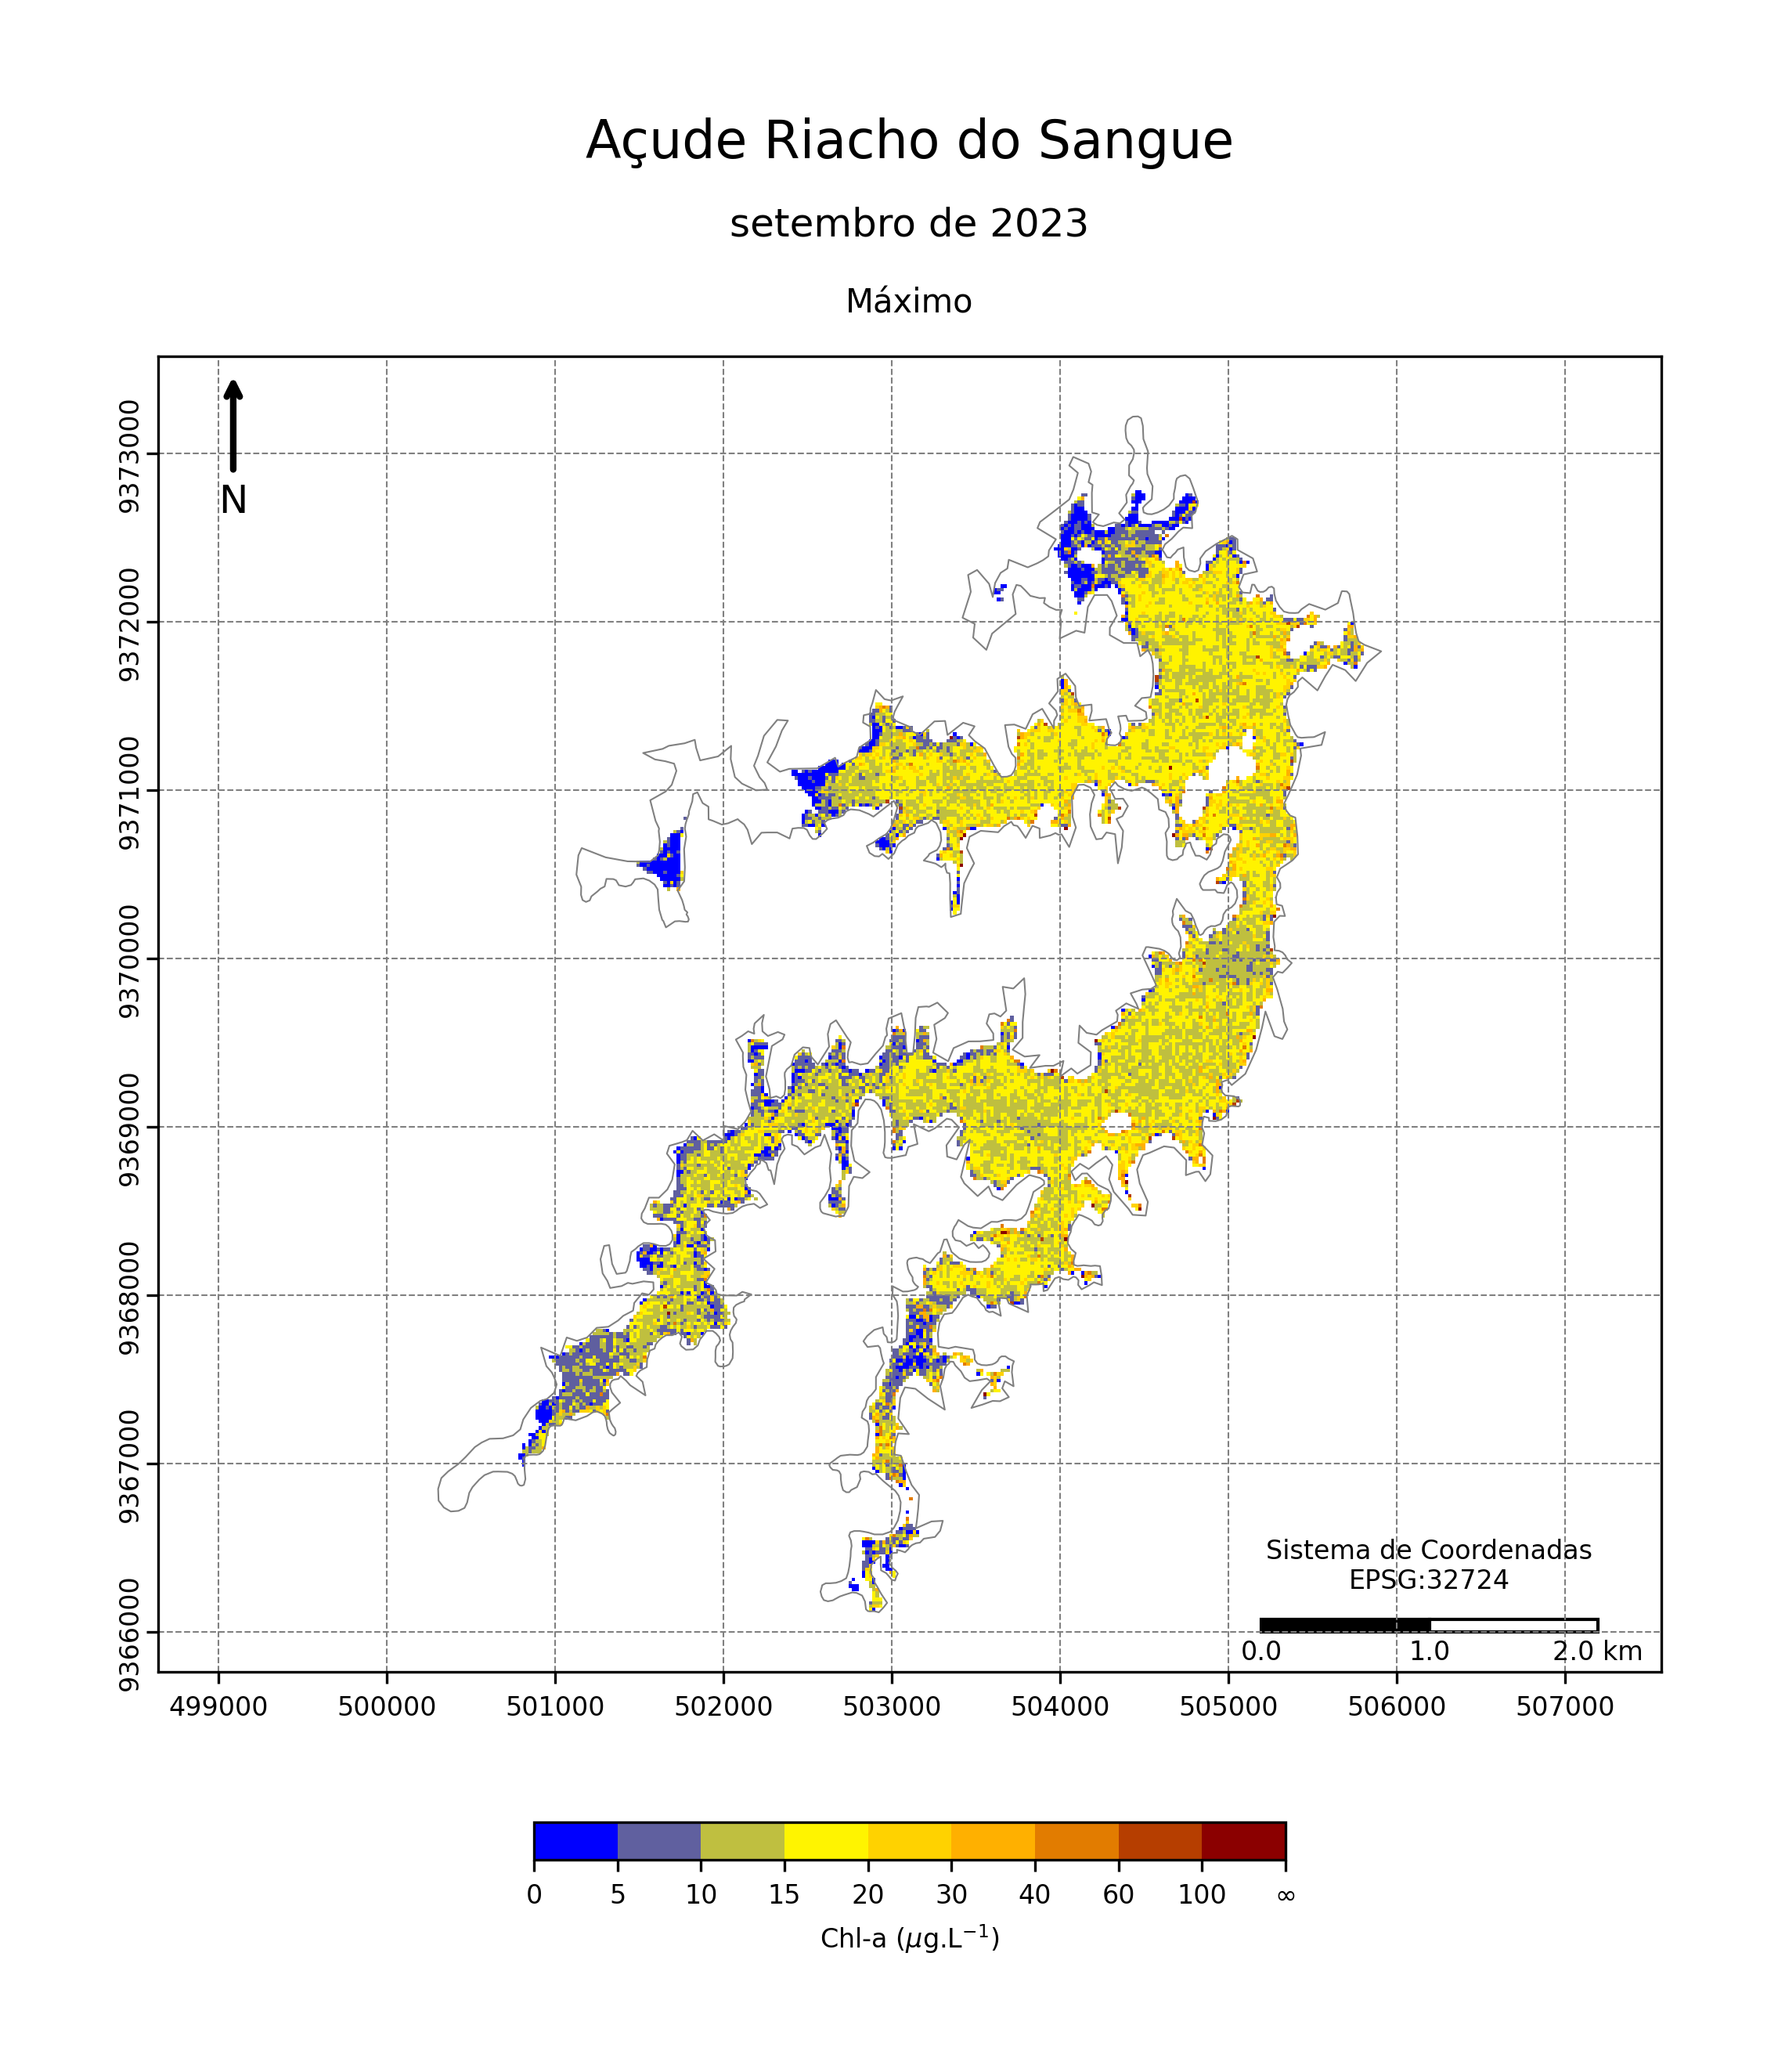 Açude Riacho do Sangue
setembro de 2023
Máximo
N
9373000
9372000
9371000
9370000
9369000
9368000
9367000
9366000
Sistema de Coordenadas
EPSG:32724
0.0 1.0 2.0 km
499000 500000 501000 502000 503000 504000 505000 506000 507000
0 5 10 15 20 30 40 60 100 ∞
Chl-a (μg.L⁻¹)